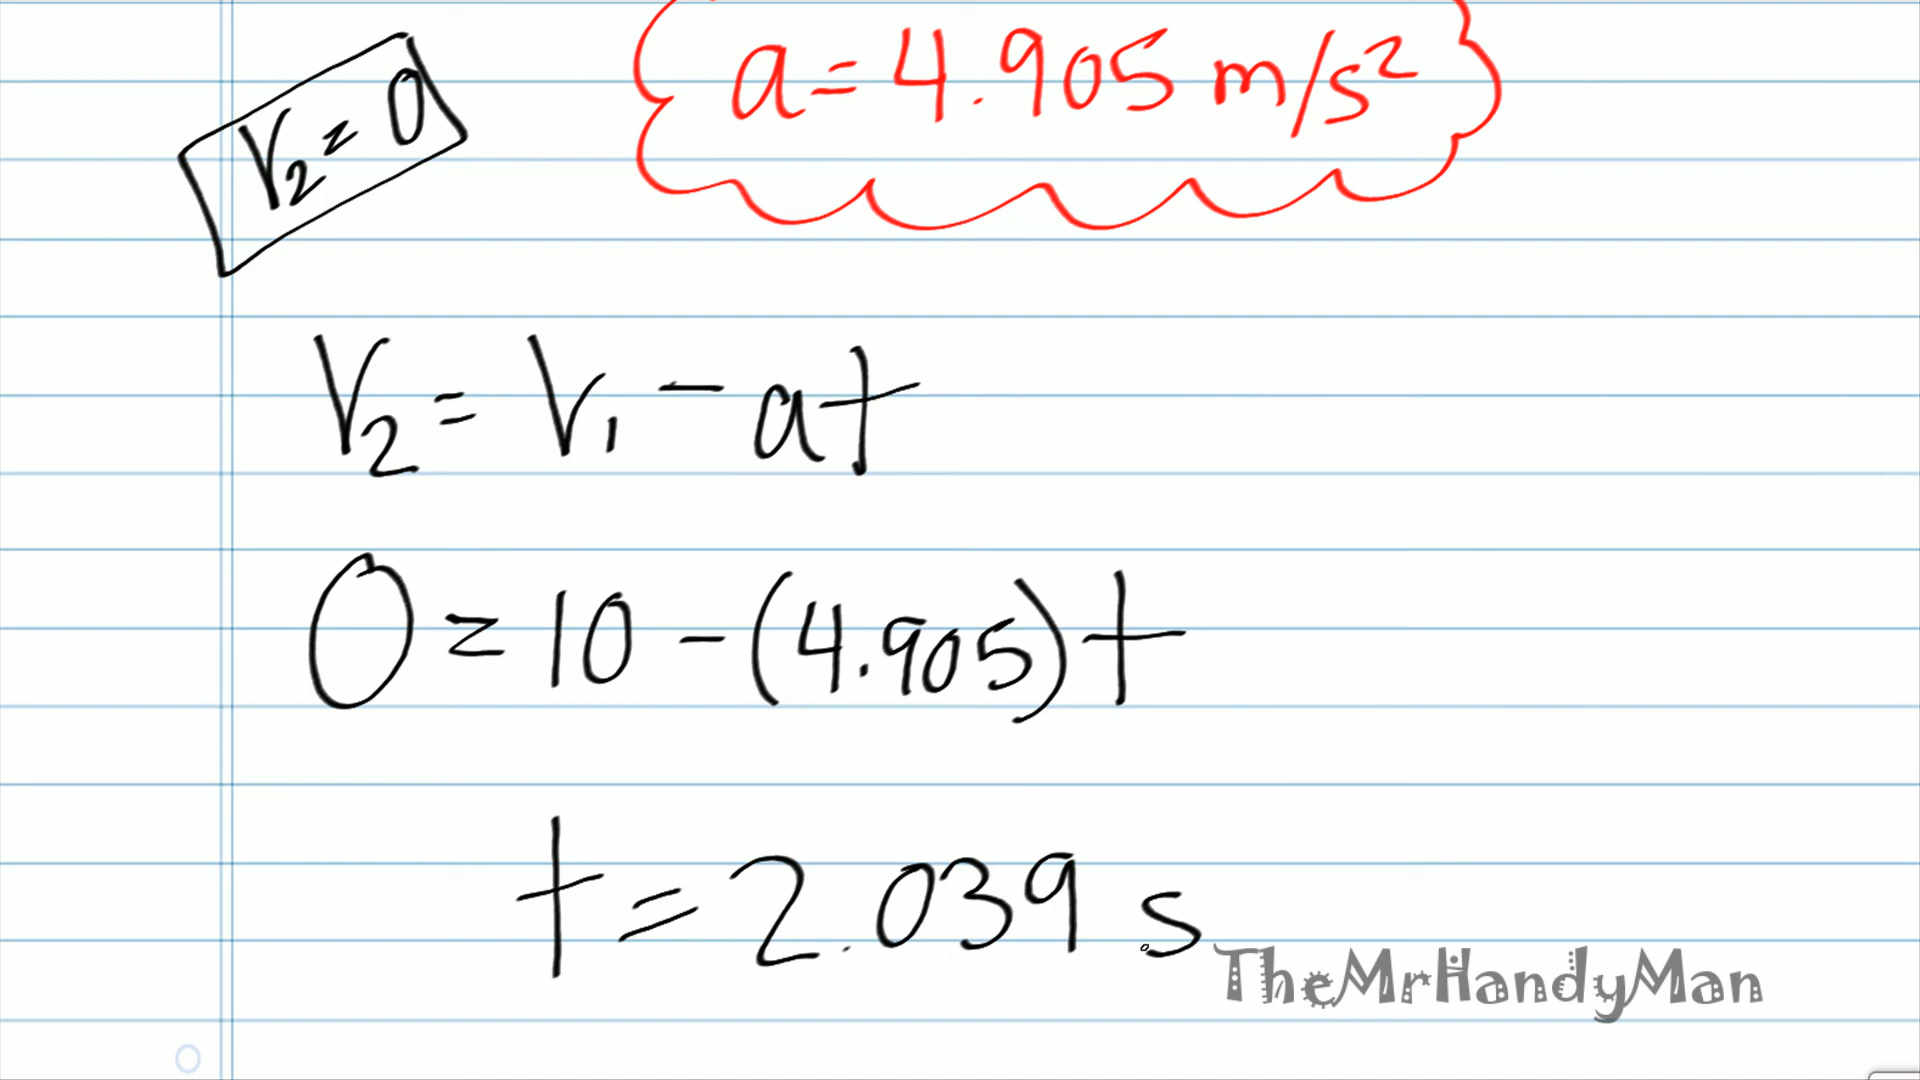 a = 4.905 m/s²
V₂ = 0
V₂ = V₁ - at
0 = 10 - (4.905)t
t = 2.039 s
TheMrHandyMan